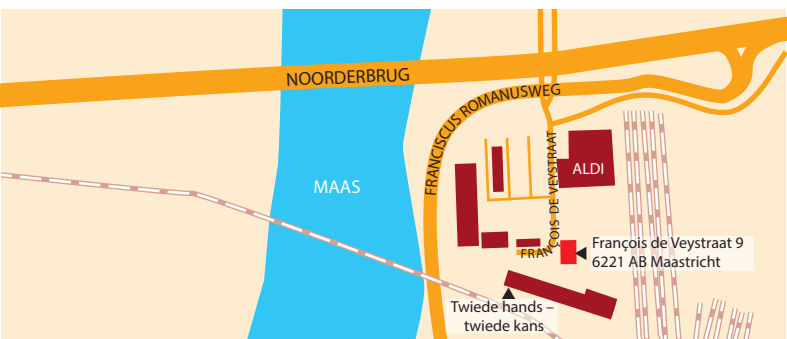 NOORDERBRUG
FRANCISCUS ROMANUSWEG
MAAS
FRANÇOIS DE VEYSTRAAT
ALDI
François de Veystraat 9
6221 AB Maastricht
Twiede hands –
twiede kans